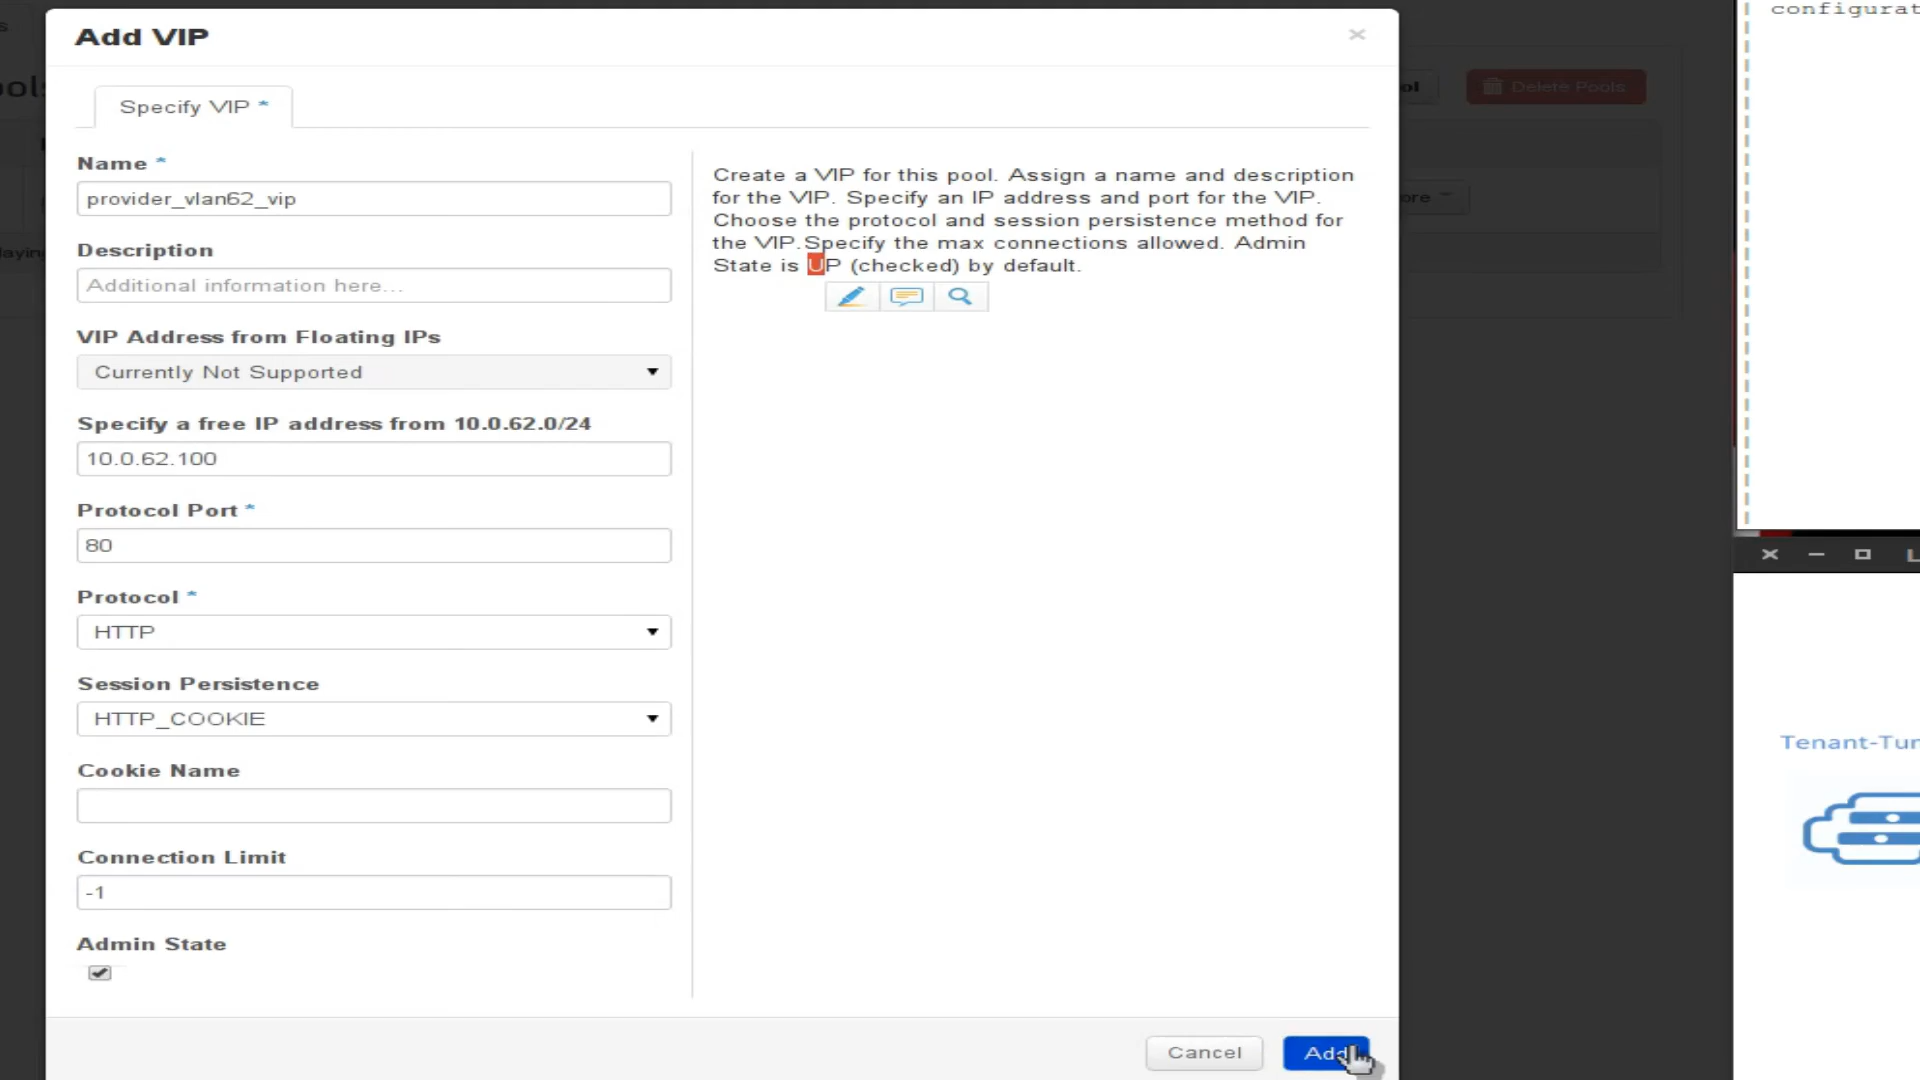 Add VIP
×
configurat
Delete Pools
Specify VIP *
Name *
provider_vlan62_vip
Description
Additional information here...
VIP Address from Floating IPs
Currently Not Supported
Specify a free IP address from 10.0.62.0/24
10.0.62.100
Protocol Port *
80
Protocol *
HTTP
Session Persistence
HTTP_COOKIE
Cookie Name
Connection Limit
-1
Admin State
Create a VIP for this pool. Assign a name and description
for the VIP. Specify an IP address and port for the VIP.
Choose the protocol and session persistence method for
the VIP.Specify the max connections allowed. Admin
State is UP (checked) by default.
Cancel
Add
Tenant-Tun